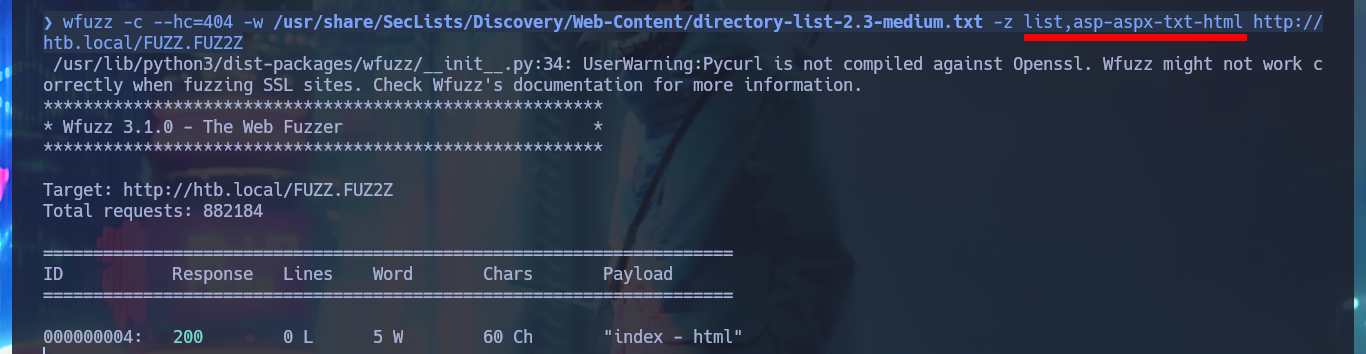 ❯ wfuzz -c --hc=404 -w /usr/share/SecLists/Discovery/Web-Content/directory-list-2.3-medium.txt -z list,asp-aspx-txt-html http://
htb.local/FUZZ.FUZ2Z
/usr/lib/python3/dist-packages/wfuzz/__init__.py:34: UserWarning:Pycurl is not compiled against Openssl. Wfuzz might not work c
orrectly when fuzzing SSL sites. Check Wfuzz's documentation for more information.
********************************************************
* Wfuzz 3.1.0 - The Web Fuzzer                         *
********************************************************
Target: http://htb.local/FUZZ.FUZ2Z
Total requests: 882184
=====================================================================
ID           Response   Lines    Word       Chars       Payload
=====================================================================
000000004:   200        0 L      5 W        60 Ch       "index - html"